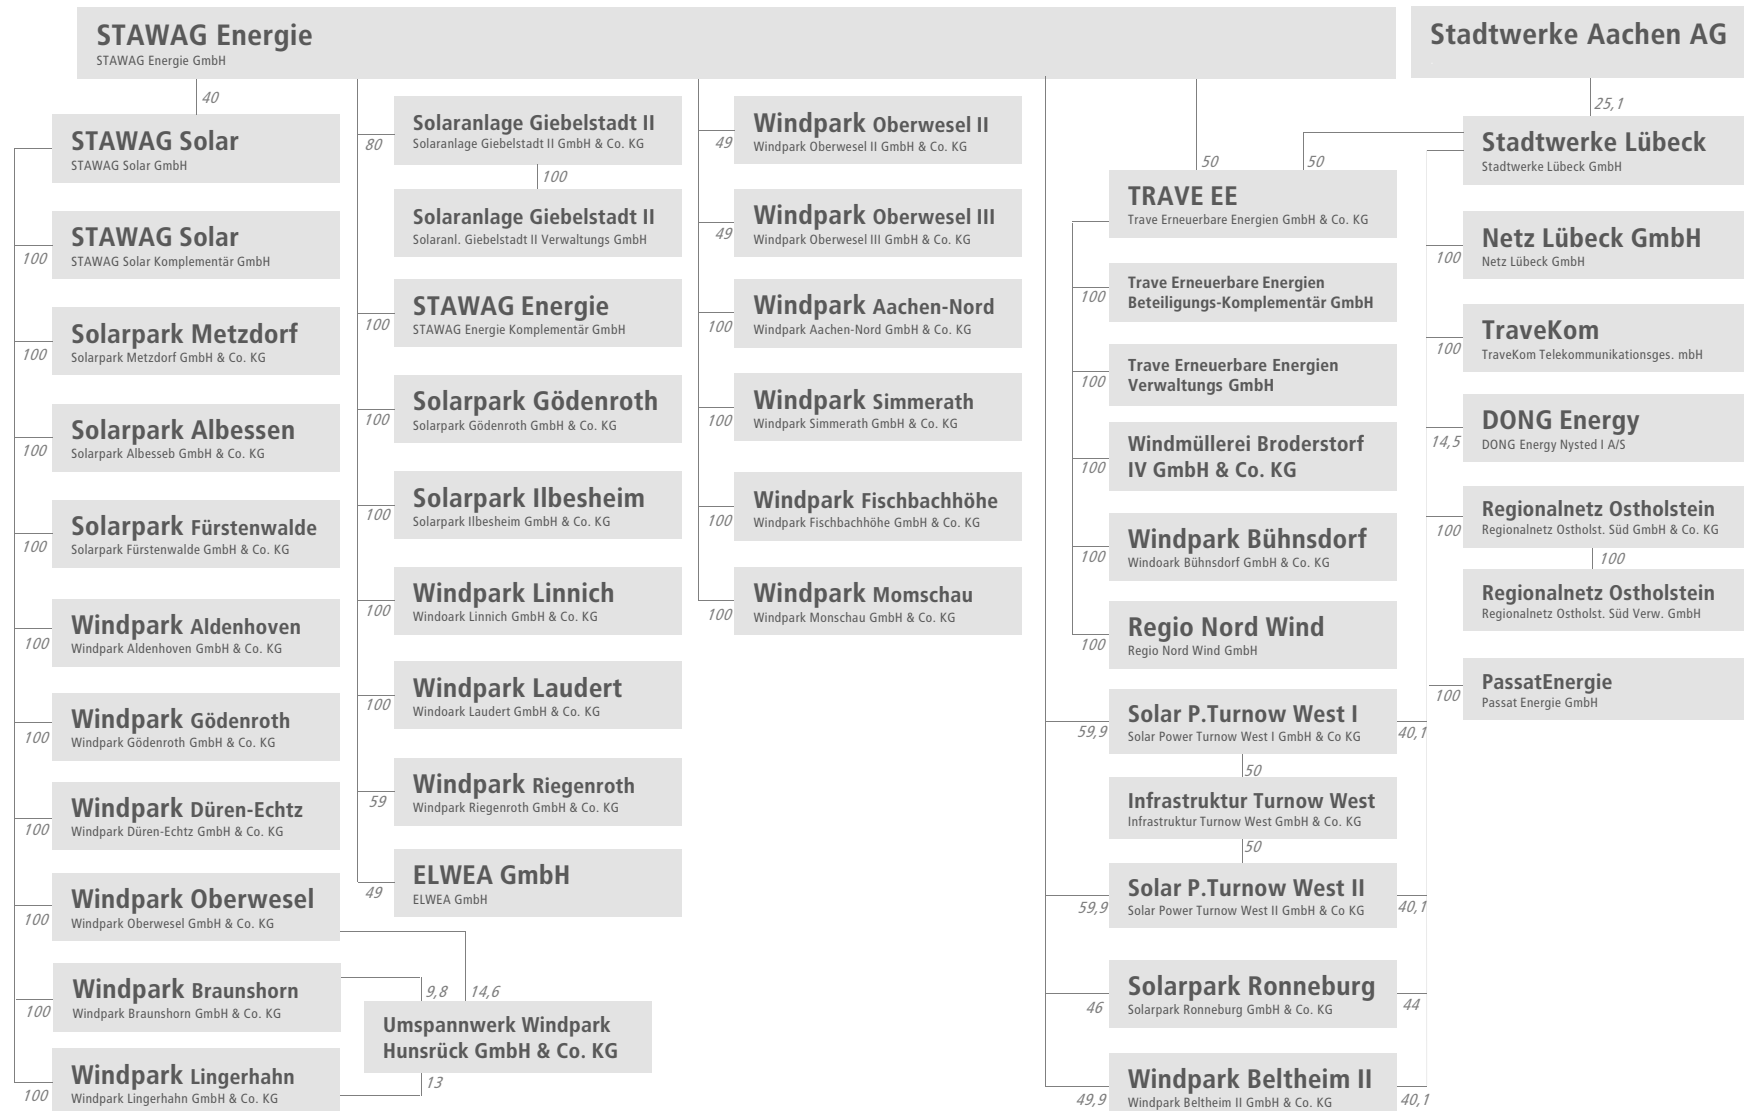 STAWAG Energie
STAWAG Energie GmbH
Stadtwerke Aachen AG
40
STAWAG Solar
STAWAG Solar GmbH
STAWAG Solar
STAWAG Solar Komplementär GmbH
100
Solarpark Metzdorf
Solarpark Metzdorf GmbH & Co. KG
100
Solarpark Albessen
Solarpark Albesseb GmbH & Co. KG
100
Solarpark Fürstenwalde
Solarpark Fürstenwalde GmbH & Co. KG
100
Windpark Aldenhoven
Windpark Aldenhoven GmbH & Co. KG
100
Windpark Gödenroth
Windpark Gödenroth GmbH & Co. KG
100
Windpark Düren-Echtz
Windpark Düren-Echtz GmbH & Co. KG
100
Windpark Oberwesel
Windpark Oberwesel GmbH & Co. KG
100
Windpark Braunshorn
Windpark Braunshorn GmbH & Co. KG
100
Windpark Lingerhahn
Windpark Lingerhahn GmbH & Co. KG
100
Solaranlage Giebelstadt II
Solaranlage Giebelstadt II GmbH & Co. KG
80
100
Solaranlage Giebelstadt II
Solaranl. Giebelstadt II Verwaltungs GmbH
STAWAG Energie
STAWAG Energie Komplementär GmbH
100
Solarpark Gödenroth
Solarpark Gödenroth GmbH & Co. KG
100
Solarpark Ilbesheim
Solarpark Ilbesheim GmbH & Co. KG
100
Windpark Linnich
Windoark Linnich GmbH & Co. KG
100
Windpark Laudert
Windoark Laudert GmbH & Co. KG
100
Windpark Riegenroth
Windpark Riegenroth GmbH & Co. KG
59
ELWEA GmbH
ELWEA GmbH
49
9,8
14,6
Umspannwerk Windpark
Hunsrück GmbH & Co. KG
13
Windpark Oberwesel II
Windpark Oberwesel II GmbH & Co. KG
49
Windpark Oberwesel III
Windpark Oberwesel III GmbH & Co. KG
49
Windpark Aachen-Nord
Windpark Aachen-Nord GmbH & Co. KG
100
Windpark Simmerath
Windpark Simmerath GmbH & Co. KG
100
Windpark Fischbachhöhe
Windpark Fischbachhöhe GmbH & Co. KG
100
Windpark Momschau
Windpark Monschau GmbH & Co. KG
100
50
50
TRAVE EE
Trave Erneuerbare Energien GmbH & Co. KG
Trave Erneuerbare Energien
Beteiligungs-Komplementär GmbH
100
Trave Erneuerbare Energien
Verwaltungs GmbH
100
Windmüllerei Broderstorf
IV GmbH & Co. KG
100
Windpark Bühnsdorf
Windoark Bühnsdorf GmbH & Co. KG
100
Regio Nord Wind
Regio Nord Wind GmbH
100
Solar P.Turnow West I
Solar Power Turnow West I GmbH & Co KG
59,9
40,1
50
Infrastruktur Turnow West
Infrastruktur Turnow West GmbH & Co. KG
50
Solar P.Turnow West II
Solar Power Turnow West II GmbH & Co KG
59,9
40,1
Solarpark Ronneburg
Solarpark Ronneburg GmbH & Co. KG
46
44
Windpark Beltheim II
Windpark Beltheim II GmbH & Co. KG
49,9
40,1
25,1
Stadtwerke Lübeck
Stadtwerke Lübeck GmbH
Netz Lübeck GmbH
Netz Lübeck GmbH
100
TraveKom
TraveKom Telekommunikationsges. mbH
100
DONG Energy
DONG Energy Nysted I A/S
14,5
Regionalnetz Ostholstein
Regionalnetz Ostholst. Süd GmbH & Co. KG
100
100
Regionalnetz Ostholstein
Regionalnetz Ostholst. Süd Verw. GmbH
PassatEnergie
Passat Energie GmbH
100